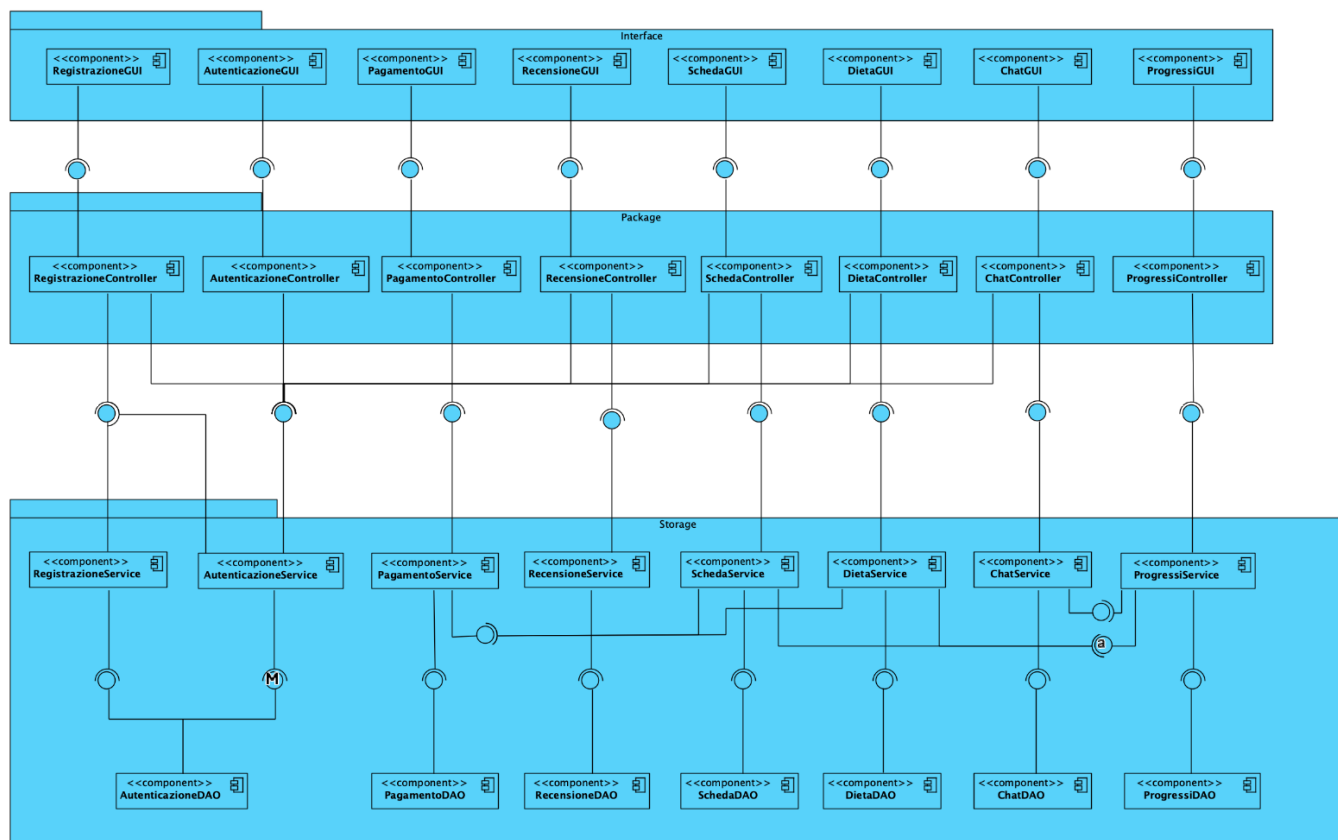 Interface
<<component>>
RegistrazioneGUI
<<component>>
AutenticazioneGUI
<<component>>
PagamentoGUI
<<component>>
RecensioneGUI
<<component>>
SchedaGUI
<<component>>
DietaGUI
<<component>>
ChatGUI
<<component>>
ProgressiGUI
Package
<<component>>
RegistrazioneController
<<component>>
AutenticazioneController
<<component>>
PagamentoController
<<component>>
RecensioneController
<<component>>
SchedaController
<<component>>
DietaController
<<component>>
ChatController
<<component>>
ProgressiController
Storage
<<component>>
RegistrazioneService
<<component>>
AutenticazioneService
<<component>>
PagamentoService
<<component>>
RecensioneService
<<component>>
SchedaService
<<component>>
DietaService
<<component>>
ChatService
<<component>>
ProgressiService
a
M
<<component>>
AutenticazioneDAO
<<component>>
PagamentoDAO
<<component>>
RecensioneDAO
<<component>>
SchedaDAO
<<component>>
DietaDAO
<<component>>
ChatDAO
<<component>>
ProgressiDAO